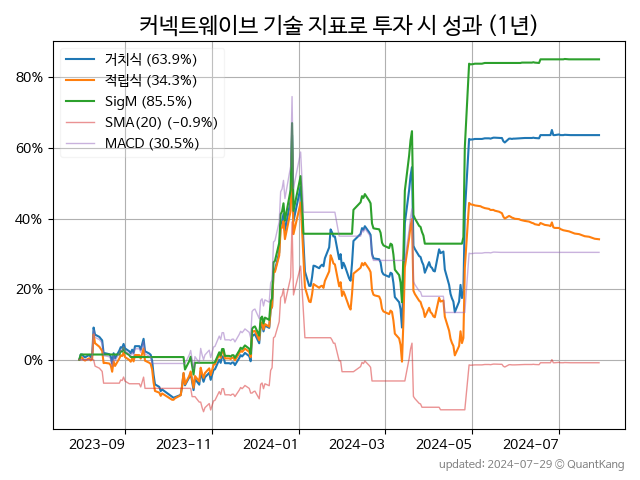 커넥트웨이브 기술 지표로 투자 시 성과 (1년)
거치식 (63.9%)
적립식 (34.3%)
SigM (85.5%)
SMA(20) (−0.9%)
MACD (30.5%)
80%
60%
40%
20%
0%
2023-09
2023-11
2024-01
2024-03
2024-05
2024-07
updated: 2024-07-29 © QuantKang